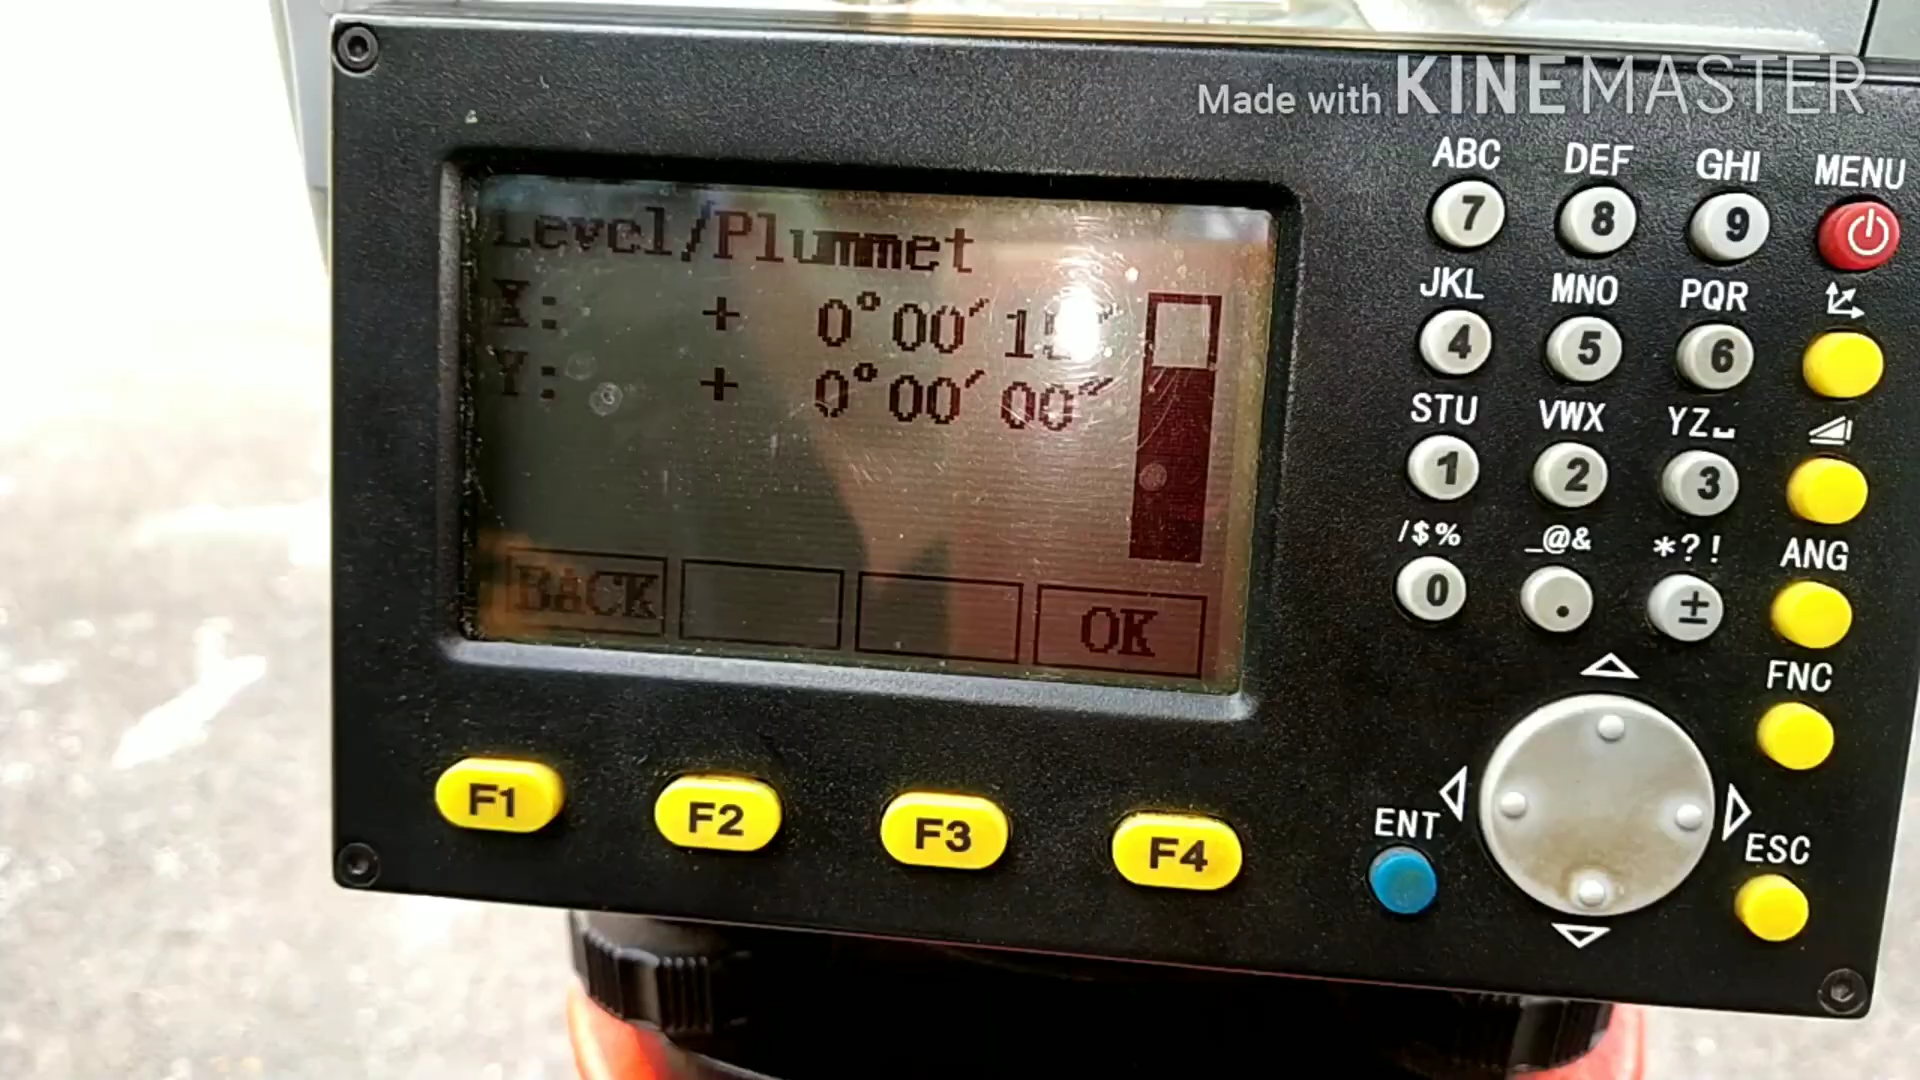 Made with KINEMASTER
Level/Plummet
X: + 0°00′
Y: + 0°00′00″
BACK
OK
ABC DEF GHI MENU
7 8 9
JKL MNO PQR
4 5 6
STU VWX YZ␣
1 2 3
/$% _@& *?! ANG
0 . ±
FNC
F1 F2 F3 F4
ENT
ESC